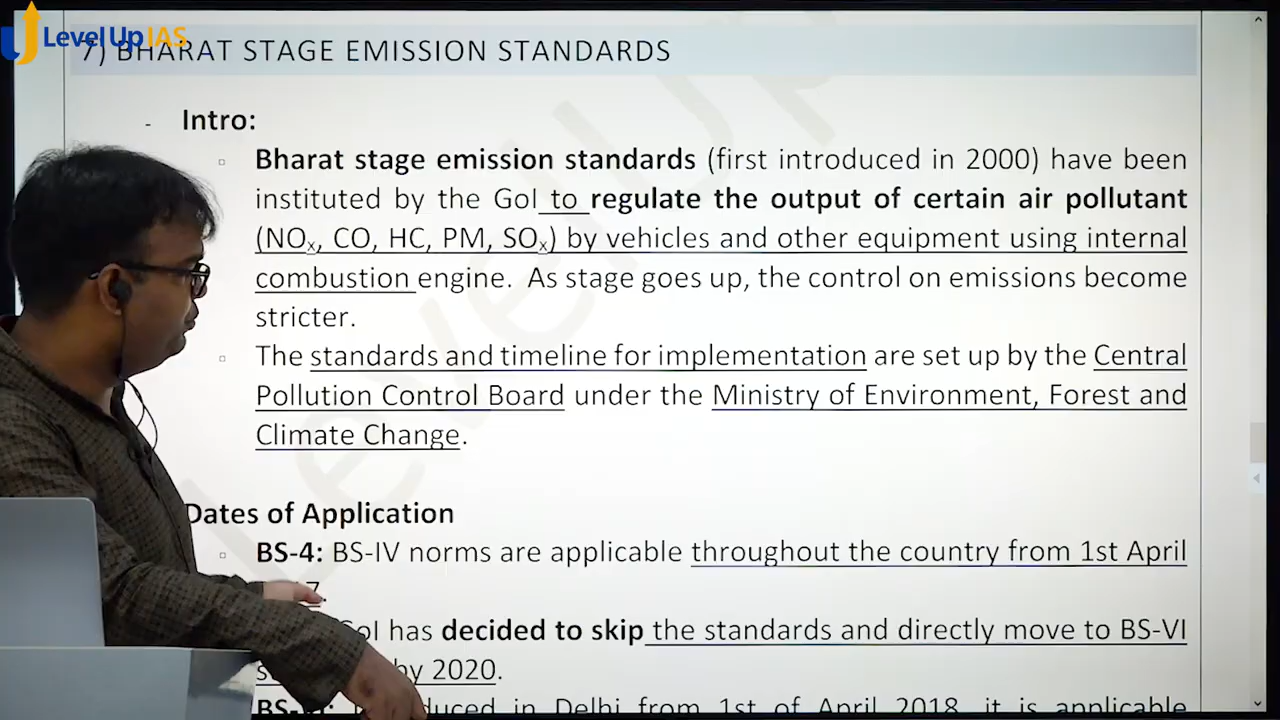 Level Up IAS
7) BHARAT STAGE EMISSION STANDARDS
- Intro:
Bharat stage emission standards (first introduced in 2000) have been
instituted by the GoI to regulate the output of certain air pollutant
(NOₓ, CO, HC, PM, SOₓ) by vehicles and other equipment using internal
combustion engine. As stage goes up, the control on emissions become
stricter.
The standards and timeline for implementation are set up by the Central
Pollution Control Board under the Ministry of Environment, Forest and
Climate Change.
Dates of Application
BS-4: BS-IV norms are applicable throughout the country from 1st April
7.
GoI has decided to skip the standards and directly move to BS-VI
by 2020.
in Delhi from 1st of April 2018, it is applicable